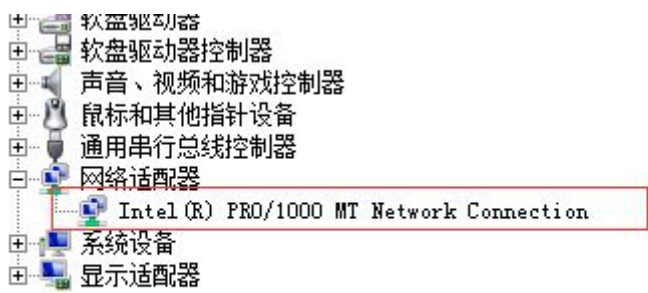 软盘驱动器
软盘驱动器控制器
声音、视频和游戏控制器
鼠标和其他指针设备
通用串行总线控制器
网络适配器
Intel(R) PRO/1000 MT Network Connection
系统设备
显示适配器